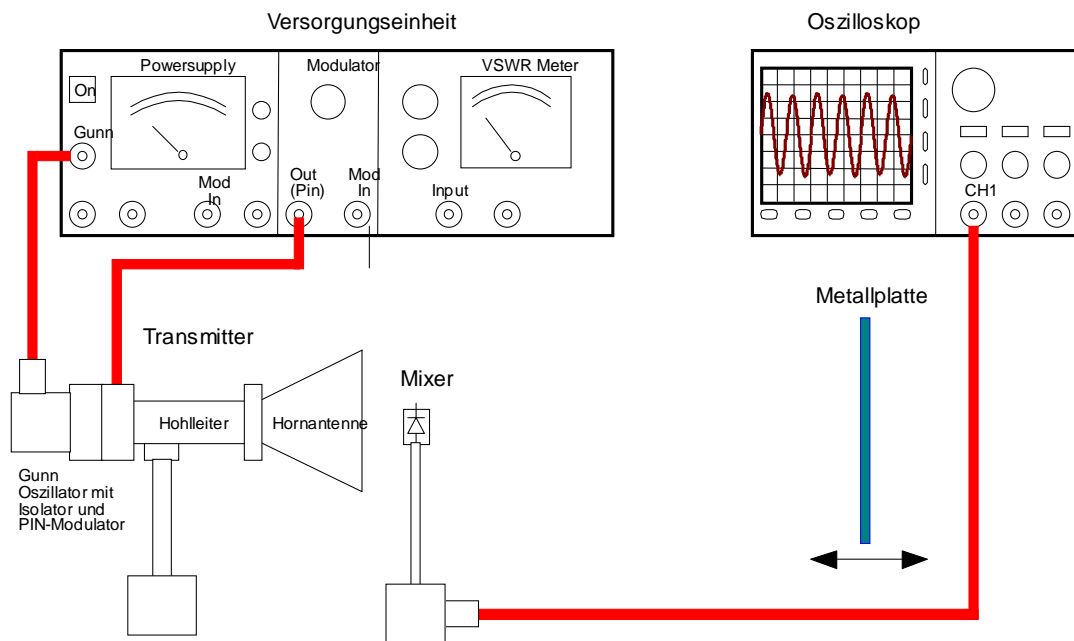 Versorgungseinheit
Oszilloskop
Powersupply
Modulator
VSWR Meter
On
Gunn
Mod
In
Out
(Pin)
Mod
In
Input
CH1
Metallplatte
Transmitter
Mixer
Hohlleiter
Hornantenne
Gunn
Oszillator mit
Isolator und
PIN-Modulator